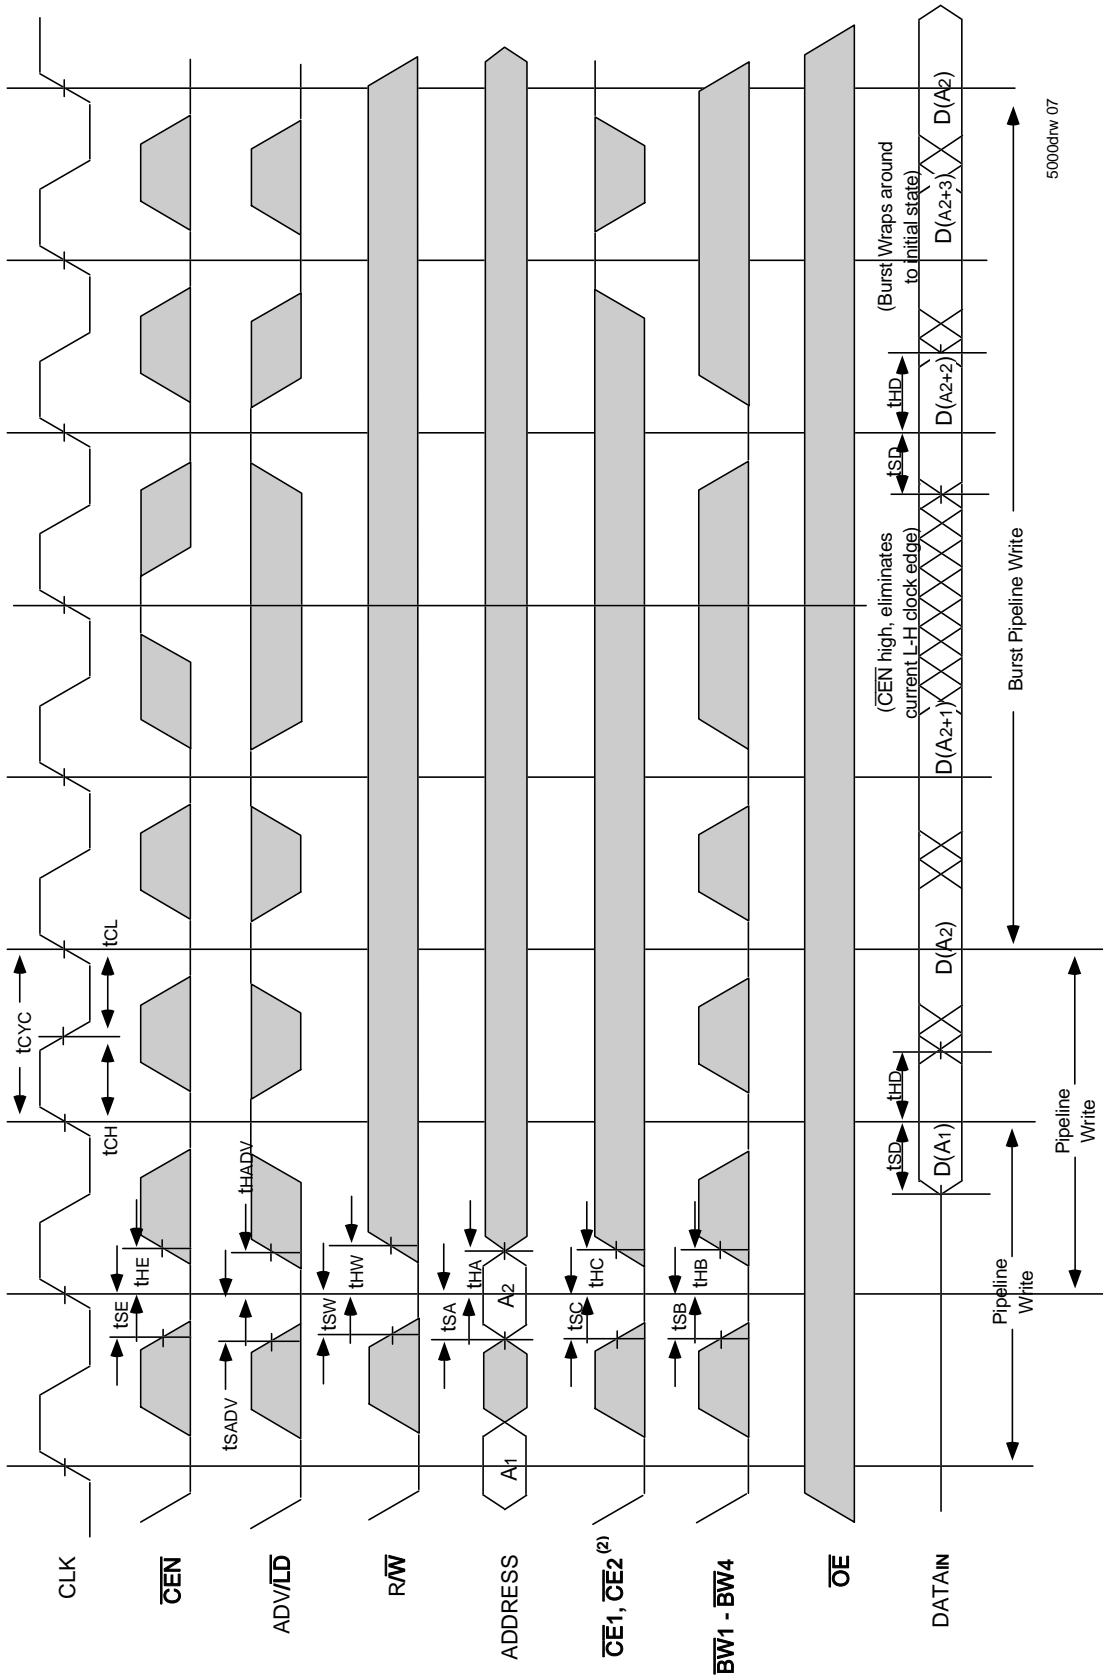 tCYC
tCH
tCL
CLK
tSE
tHE
CEN
tSADV
tHADV
ADV/LD
tSW
tHW
R/W
tSA
tHA
A1
A2
ADDRESS
tSC
tHC
CE1, CE2 (2)
tSB
tHB
BW1 - BW4
OE
(CEN high, eliminates
current L-H clock edge)
(Burst Wraps around
to initial state)
tSD
tHD
tSD
tHD
D(A1)
D(A2)
D(A2+1)
D(A2+2)
D(A2+3)
D(A2)
DATAIN
Pipeline
Write
Burst Pipeline Write
Pipeline
Write
5000drw 07